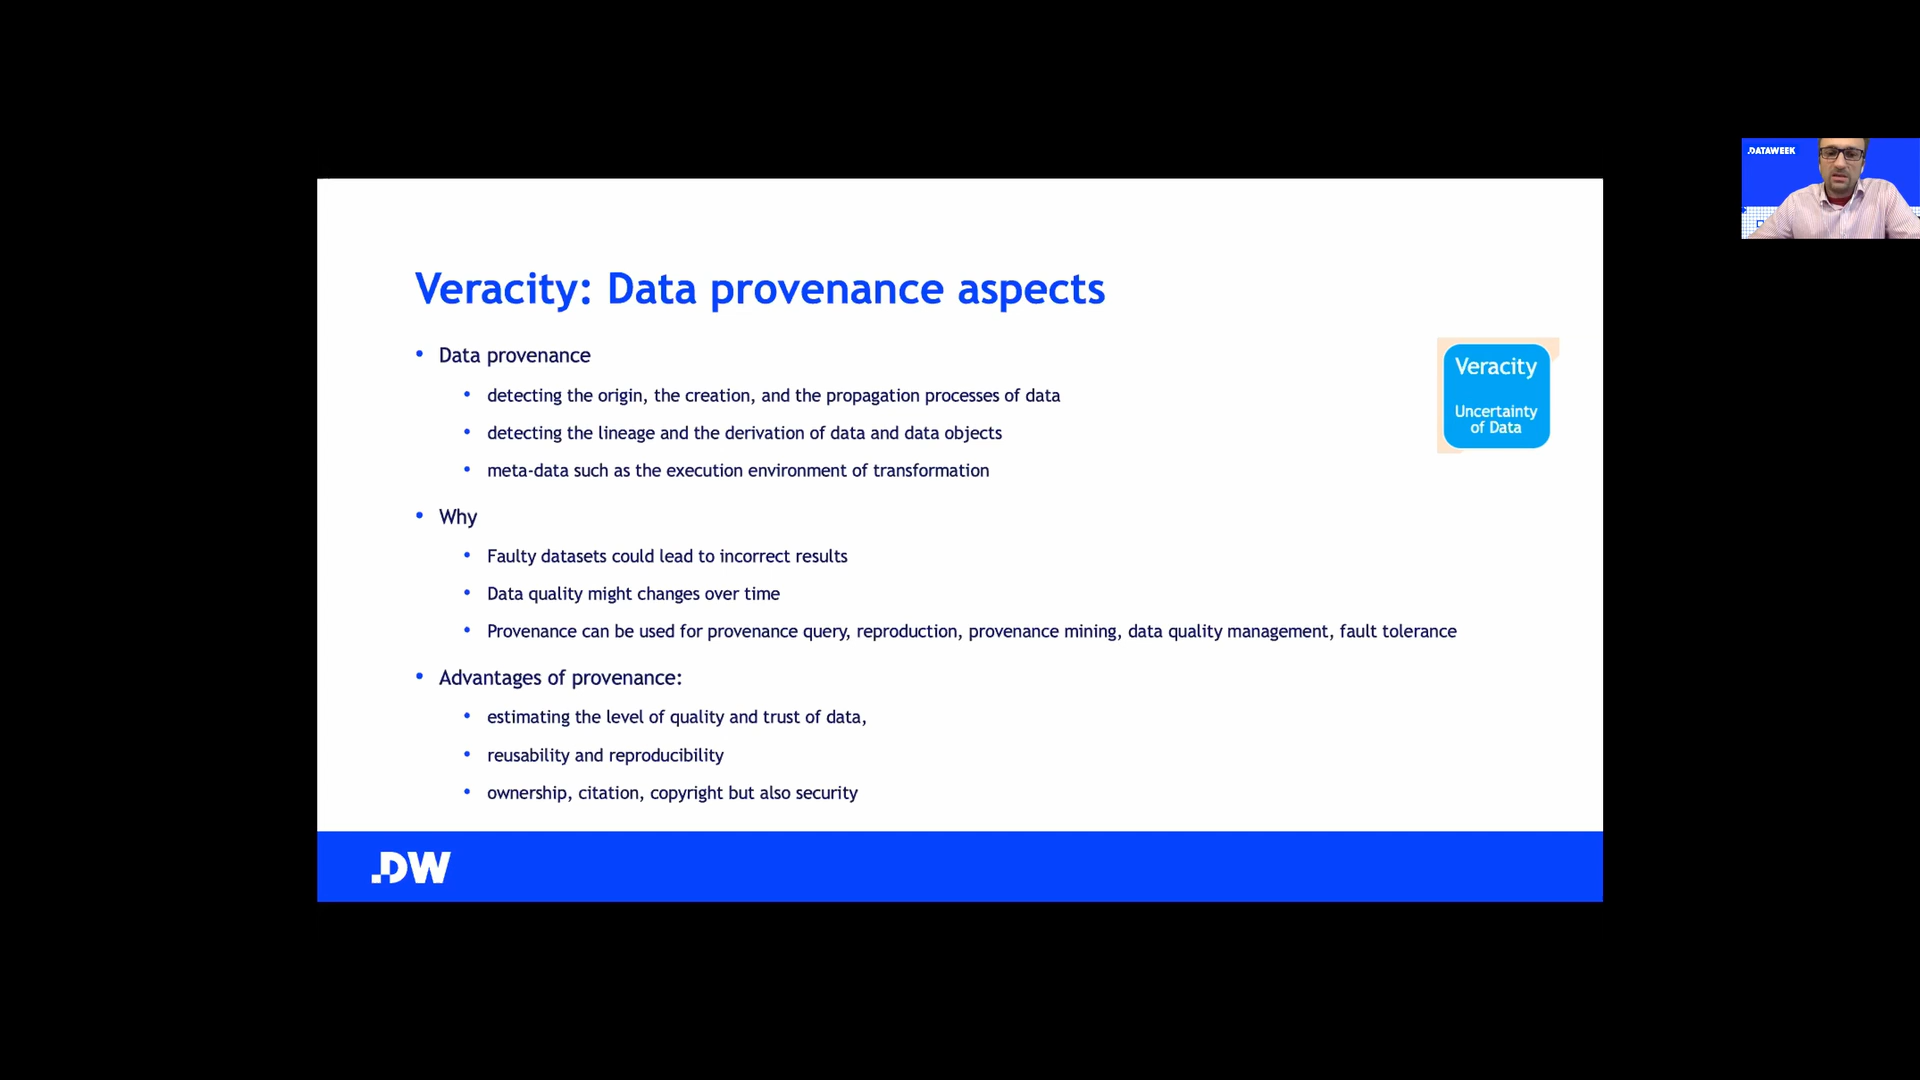 .DATAWEEK
Veracity: Data provenance aspects
• Data provenance
• detecting the origin, the creation, and the propagation processes of data
• detecting the lineage and the derivation of data and data objects
• meta-data such as the execution environment of transformation
Veracity
Uncertainty
of Data
• Why
• Faulty datasets could lead to incorrect results
• Data quality might changes over time
• Provenance can be used for provenance query, reproduction, provenance mining, data quality management, fault tolerance
• Advantages of provenance:
• estimating the level of quality and trust of data,
• reusability and reproducibility
• ownership, citation, copyright but also security
.DW